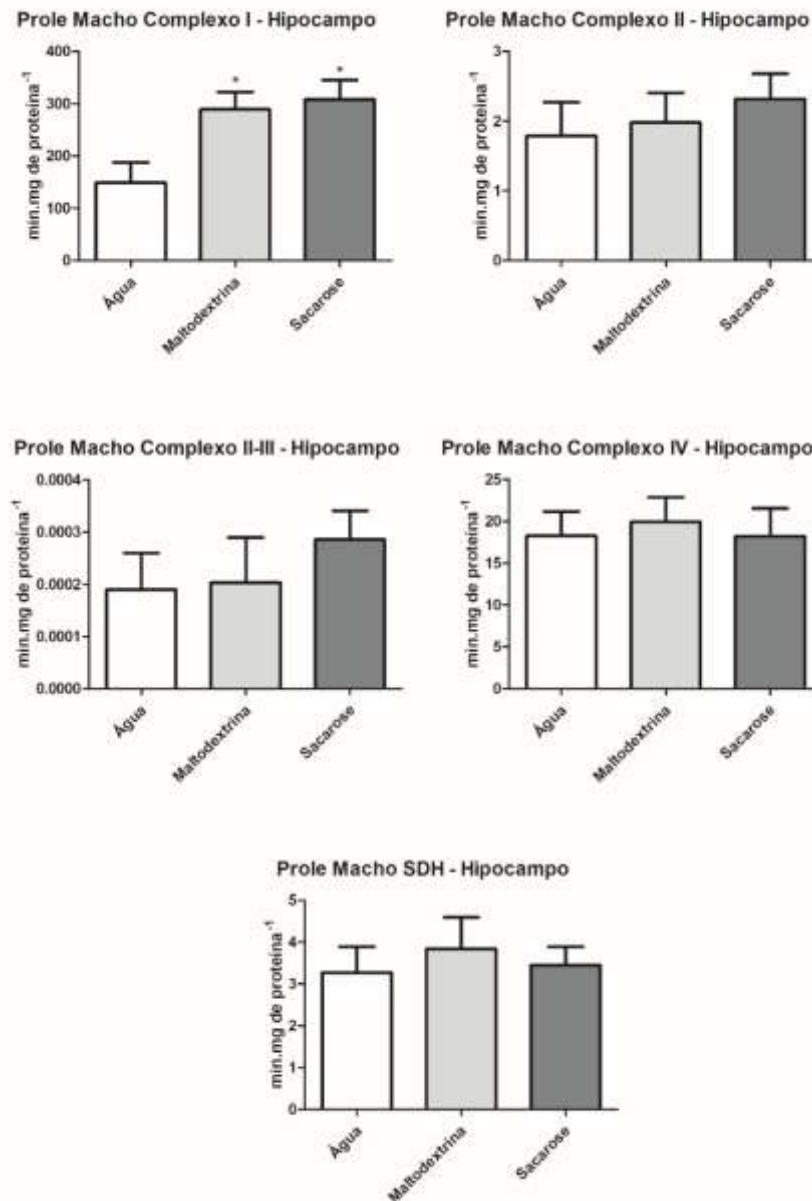 Prole Macho Complexo I - Hipocampo
min.mg de proteína-1
400
300
200
100
0
*
*
Água
Maltodextrina
Sacarose
Prole Macho Complexo II - Hipocampo
min.mg de proteína-1
3
2
1
0
Água
Maltodextrina
Sacarose
Prole Macho Complexo II-III - Hipocampo
min.mg de proteína-1
0.0004
0.0003
0.0002
0.0001
0.0000
Água
Maltodextrina
Sacarose
Prole Macho Complexo IV - Hipocampo
min.mg de proteína-1
25
20
15
10
5
0
Água
Maltodextrina
Sacarose
Prole Macho SDH - Hipocampo
min.mg de proteína-1
5
4
3
2
1
0
Água
Maltodextrina
Sacarose